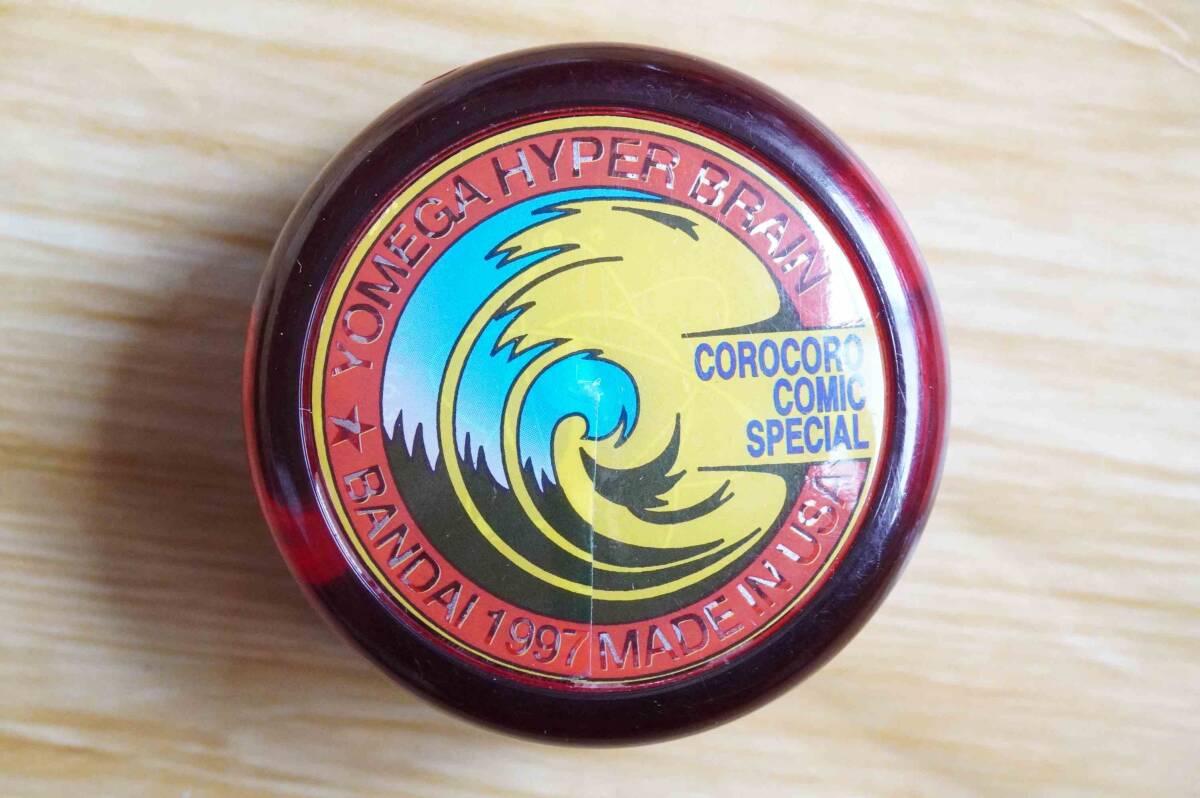 YOMEGA HYPER BRAIN
COROCORO
COMIC
SPECIAL
★ BANDAI 1997 MADE IN USA